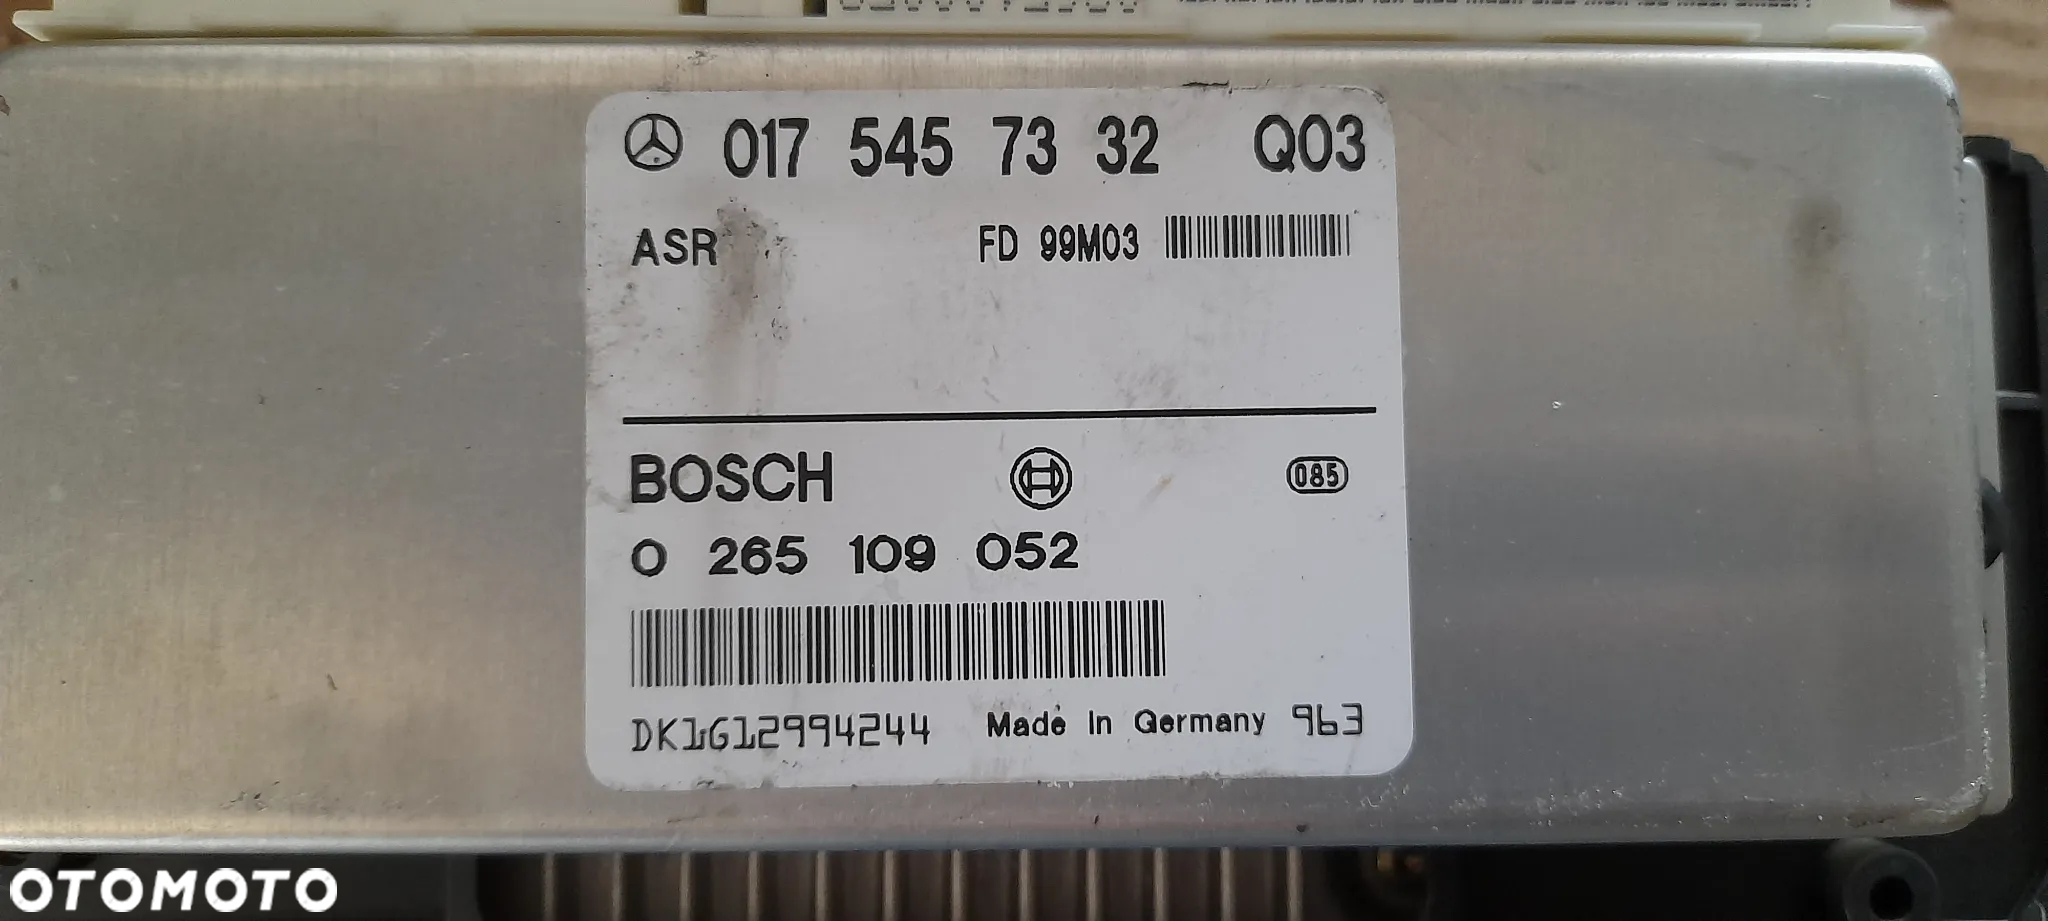 017 545 73 32 Q03
ASR FD 99M03
BOSCH 085
0 265 109 052
DK1G12994244 Made in Germany 963
OTOMOTO